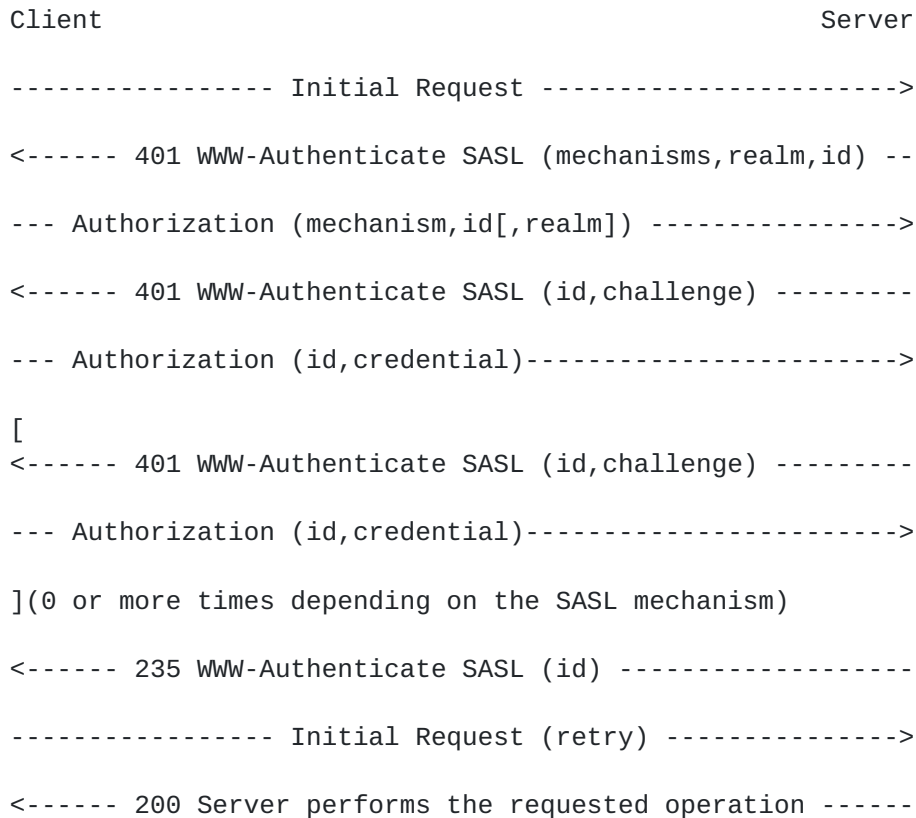 Client                                              Server
----------------- Initial Request ----------------------->
<------ 401 WWW-Authenticate SASL (mechanisms,realm,id) --
--- Authorization (mechanism,id[,realm]) ---------------->
<------ 401 WWW-Authenticate SASL (id,challenge) ---------
--- Authorization (id,credential)------------------------>
[
<------ 401 WWW-Authenticate SASL (id,challenge) ---------
--- Authorization (id,credential)------------------------>
](0 or more times depending on the SASL mechanism)
<------ 235 WWW-Authenticate SASL (id) -------------------
----------------- Initial Request (retry) --------------->
<------ 200 Server performs the requested operation ------